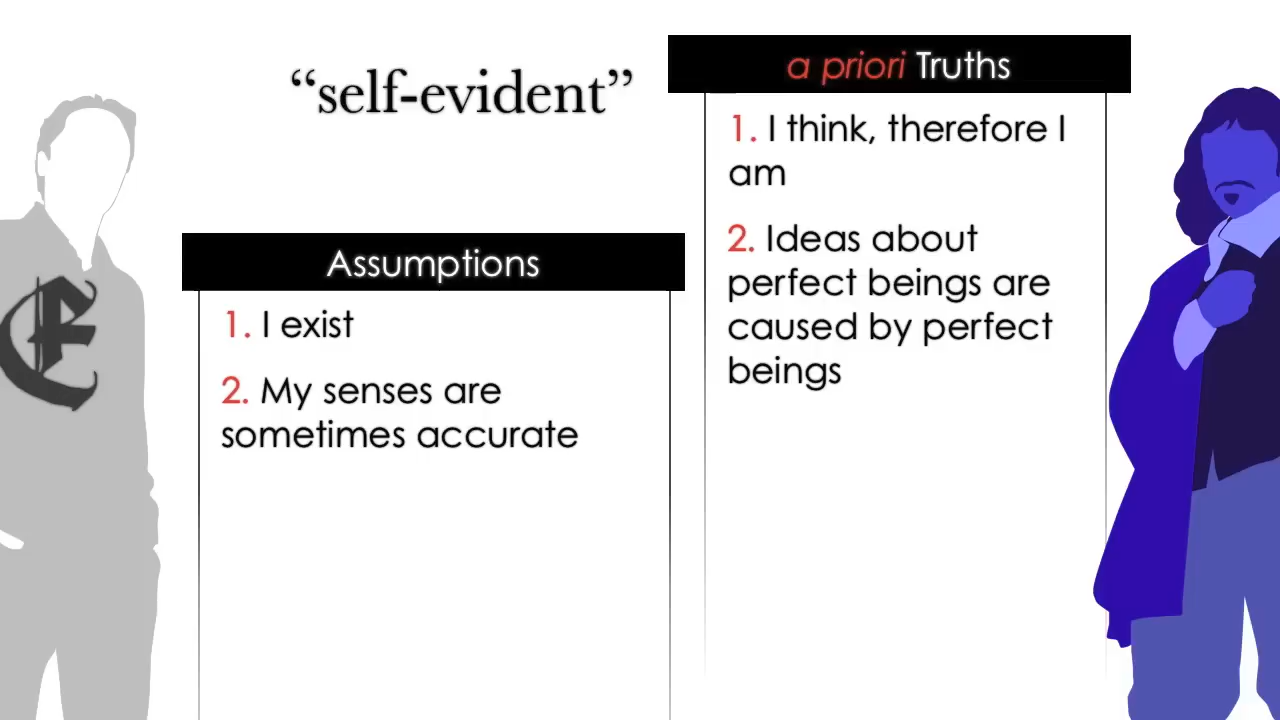 “self-evident”
a priori Truths
1. I think, therefore I
am
2. Ideas about
perfect beings are
caused by perfect
beings
Assumptions
1. I exist
2. My senses are
sometimes accurate